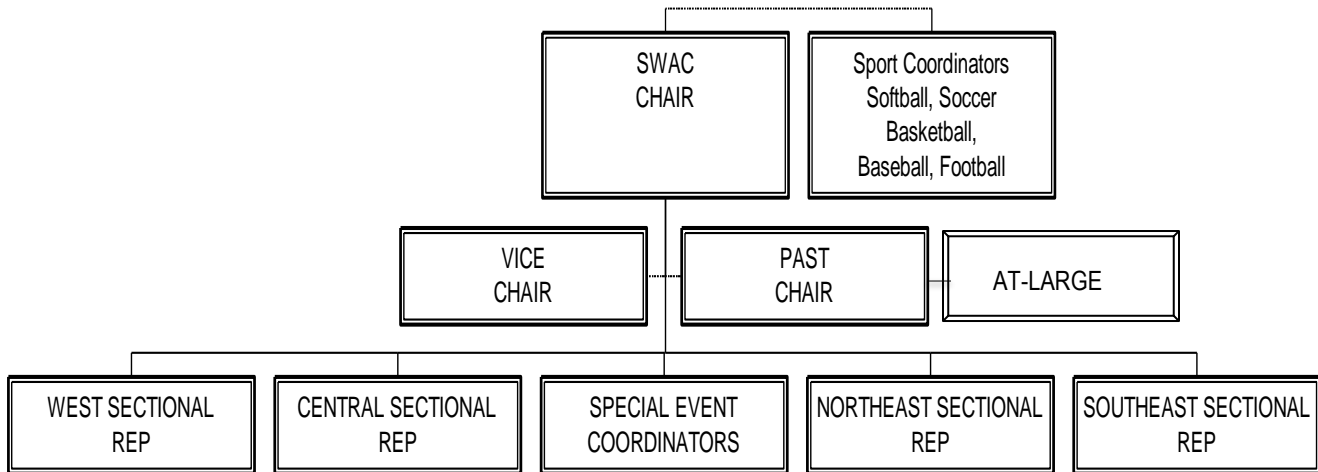 SWAC
CHAIR
Sport Coordinators
Softball, Soccer
Basketball,
Baseball, Football
VICE
CHAIR
PAST
CHAIR
AT-LARGE
WEST SECTIONAL
REP
CENTRAL SECTIONAL
REP
SPECIAL EVENT
COORDINATORS
NORTHEAST SECTIONAL
REP
SOUTHEAST SECTIONAL
REP